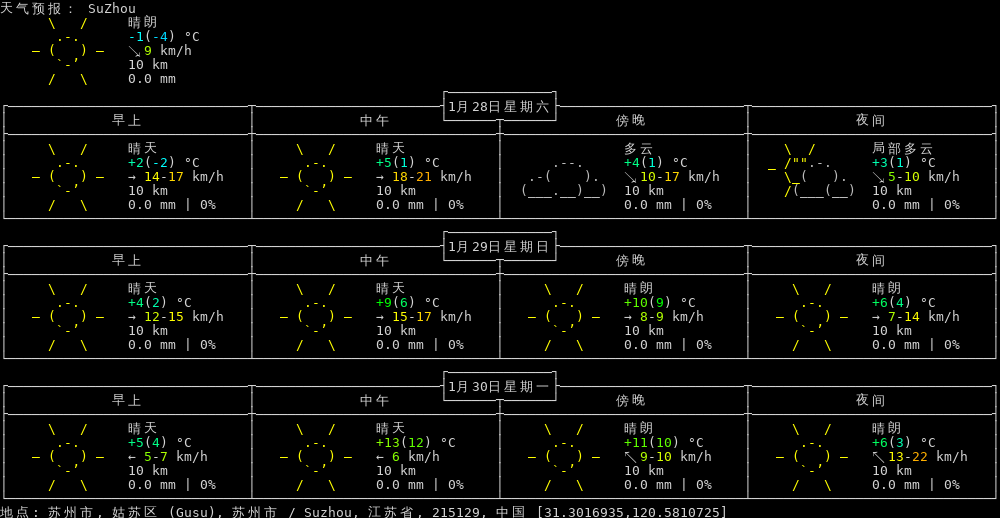 天气预报: SuZhou
晴朗
-1(-4) °C
↘ 9 km/h
10 km
0.0 mm
1月28日星期六
早上 中午 傍晚 夜间
晴天 晴天 多云 局部多云
+2(-2) °C +5(1) °C +4(1) °C +3(1) °C
→ 14-17 km/h → 18-21 km/h ↘ 10-17 km/h ↘ 5-10 km/h
10 km 10 km 10 km 10 km
0.0 mm | 0% 0.0 mm | 0% 0.0 mm | 0% 0.0 mm | 0%
1月29日星期日
早上 中午 傍晚 夜间
晴天 晴天 晴朗 晴朗
+4(2) °C +9(6) °C +10(9) °C +6(4) °C
→ 12-15 km/h → 15-17 km/h → 8-9 km/h → 7-14 km/h
10 km 10 km 10 km 10 km
0.0 mm | 0% 0.0 mm | 0% 0.0 mm | 0% 0.0 mm | 0%
1月30日星期一
早上 中午 傍晚 夜间
晴天 晴天 晴朗 晴朗
+5(4) °C +13(12) °C +11(10) °C +6(3) °C
← 5-7 km/h ← 6 km/h ↖ 9-10 km/h ↖ 13-22 km/h
10 km 10 km 10 km 10 km
0.0 mm | 0% 0.0 mm | 0% 0.0 mm | 0% 0.0 mm | 0%
地点: 苏州市, 姑苏区 (Gusu), 苏州市 / Suzhou, 江苏省, 215129, 中国 [31.3016935,120.5810725]